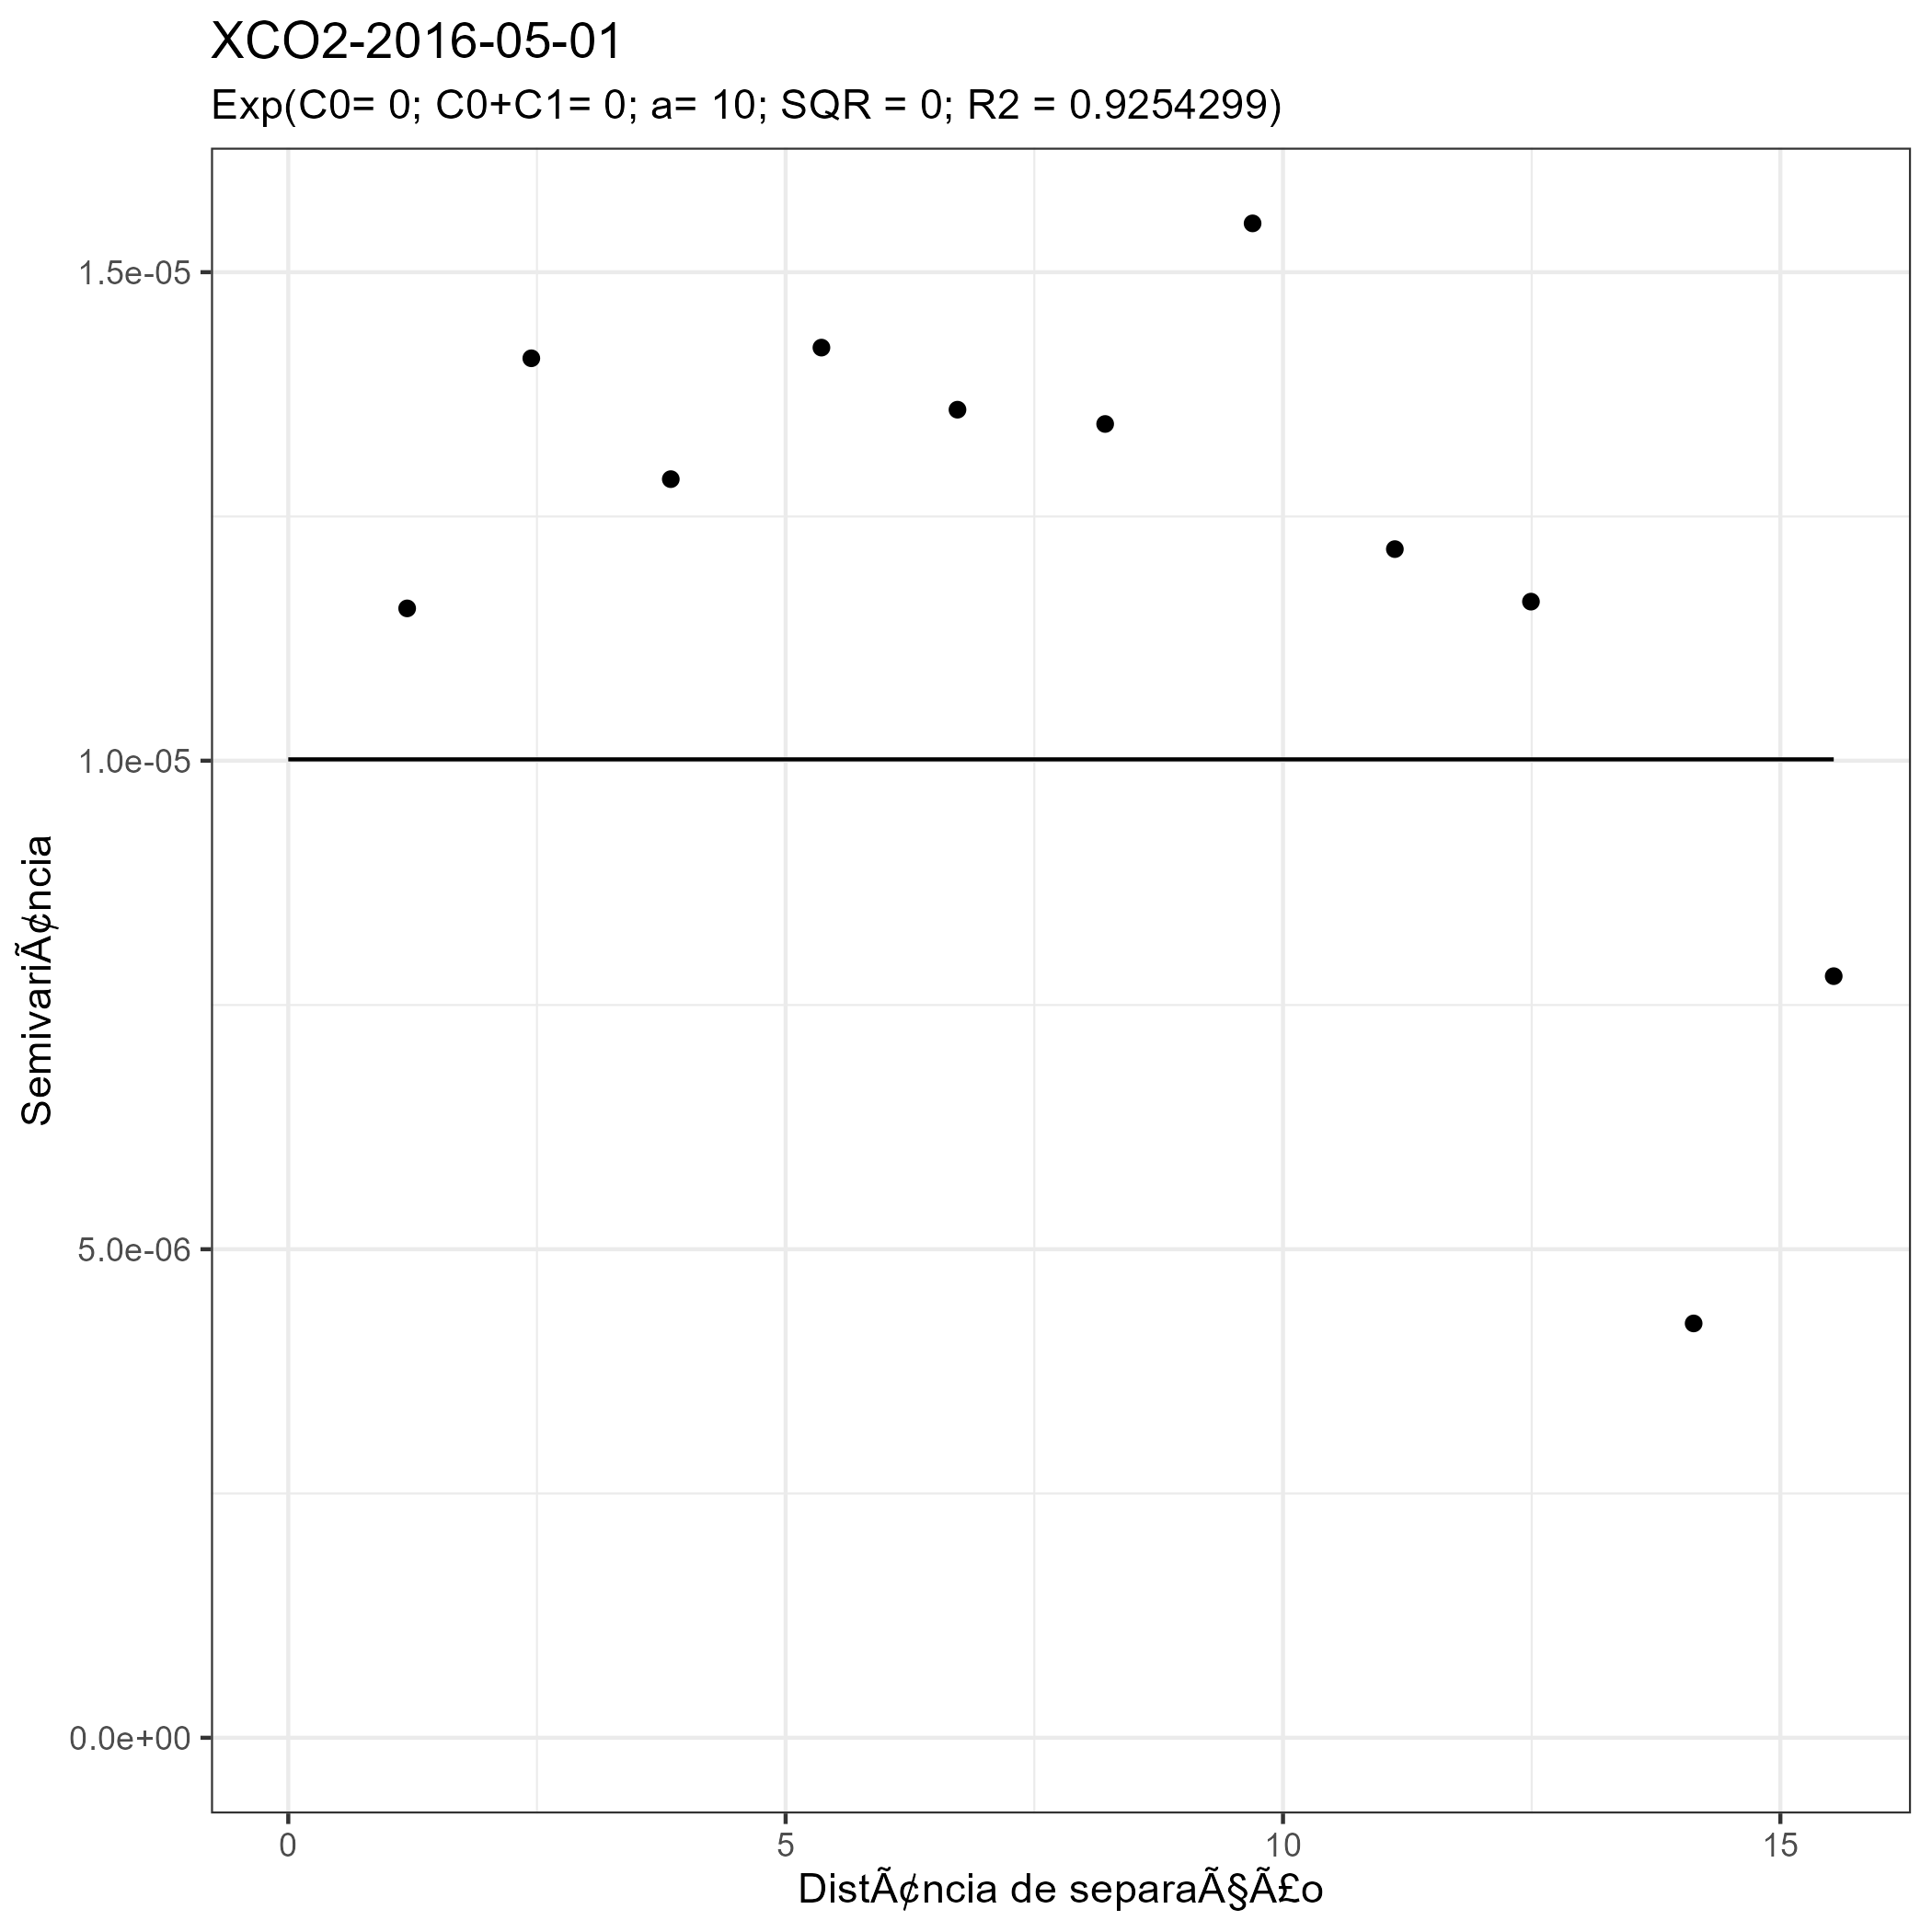 XCO2-2016-05-01
Exp(C0= 0; C0+C1= 0; a= 10; SQR = 0; R2 = 0.9254299)
SemivariÃ¢ncia
1.5e-05
1.0e-05
5.0e-06
0.0e+00
0
5
10
15
DistÃ¢ncia de separaÃ§Ã£o